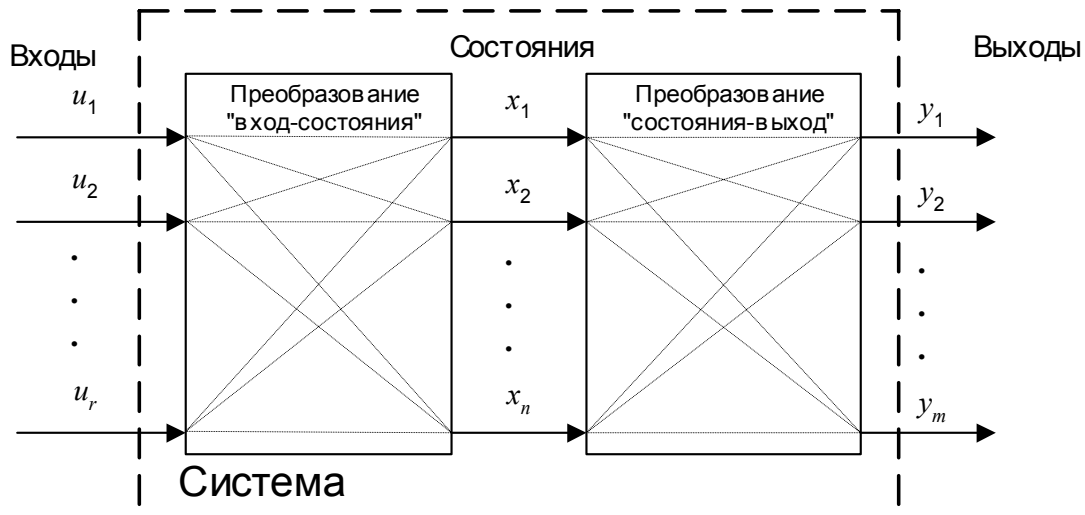 Входы
Состояния
Выходы
Преобразование
"вход-состояния"
Преобразование
"состояния-выход"
u1
x1
y1
u2
x2
y2
.
.
.
.
.
.
.
.
.
ur
xn
ym
Система